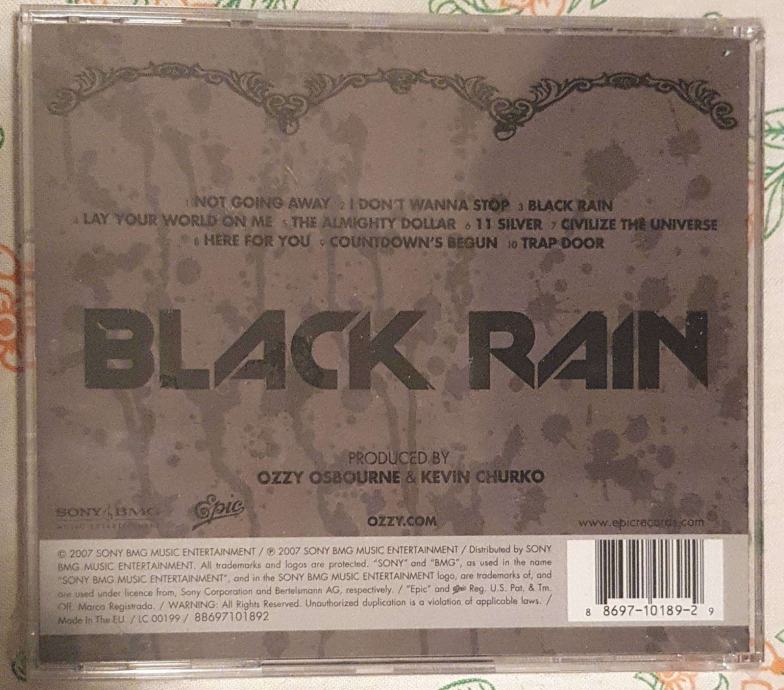 1 NOT GOING AWAY 2 I DON'T WANNA STOP 3 BLACK RAIN
4 LAY YOUR WORLD ON ME 5 THE ALMIGHTY DOLLAR 6 11 SILVER 7 CIVILIZE THE UNIVERSE
8 HERE FOR YOU 9 COUNTDOWN'S BEGUN 10 TRAP DOOR
BLACK RAIN
PRODUCED BY
OZZY OSBOURNE & KEVIN CHURKO
SONY BMG
MUSIC ENTERTAINMENT
Epic
OZZY.COM
www.epicrecords.com
© 2007 SONY BMG MUSIC ENTERTAINMENT / ℗ 2007 SONY BMG MUSIC ENTERTAINMENT / Distributed by SONY
BMG MUSIC ENTERTAINMENT. All trademarks and logos are protected. "SONY" and "BMG", as used in the name
"SONY BMG MUSIC ENTERTAINMENT", and in the SONY BMG MUSIC ENTERTAINMENT logo, are trademarks of, and
are used under licence from, Sony Corporation and Bertelsmann AG, respectively. / "Epic" and Epic Reg. U.S. Pat. & Tm.
Off. Marca Registrada. / WARNING: All Rights Reserved. Unauthorized duplication is a violation of applicable laws. /
Made in The EU. / LC 00199 / 88697101892
8 8697-10189-2 9